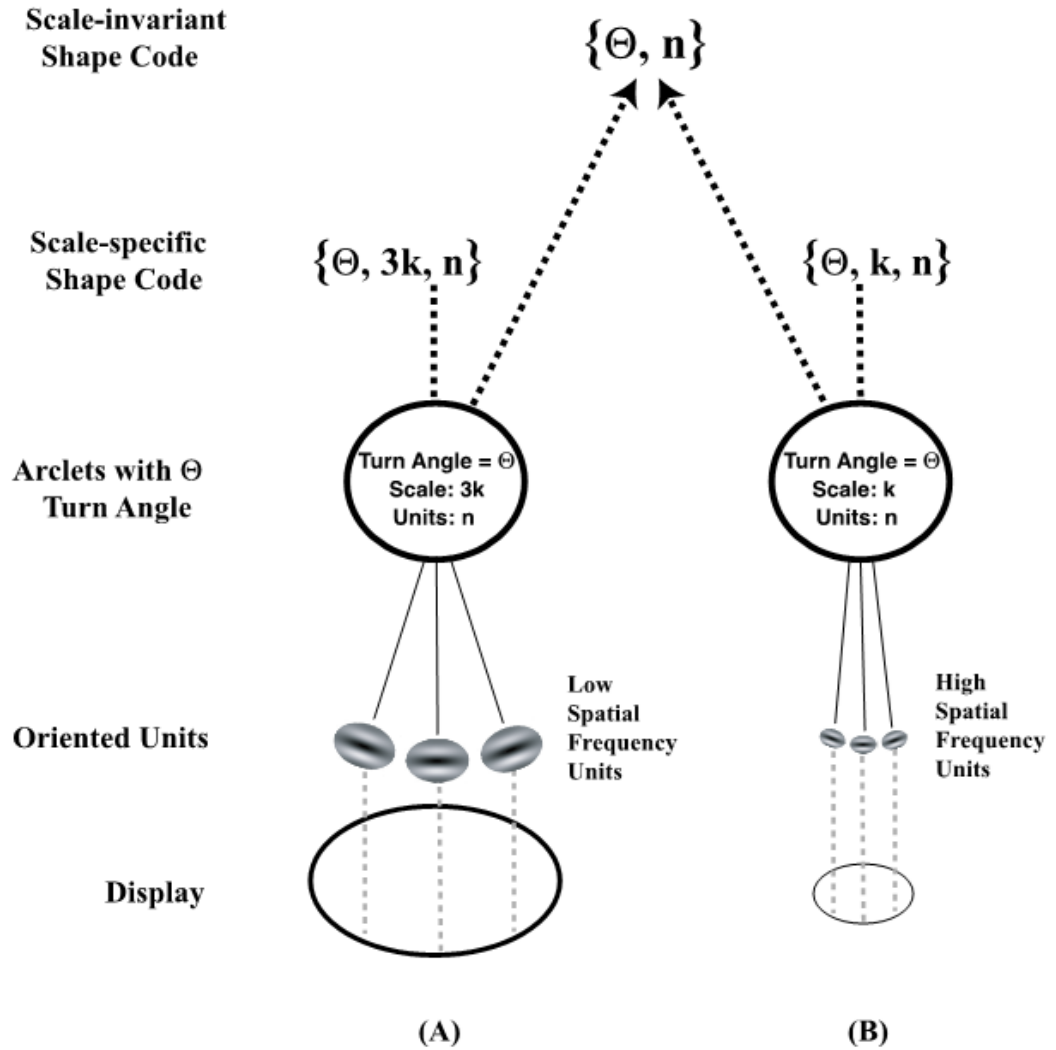 Scale-invariant
Shape Code
{Θ, n}
Scale-specific
Shape Code
{Θ, 3k, n}
{Θ, k, n}
Arclets with Θ
Turn Angle
Turn Angle = Θ
Scale: 3k
Units: n
Turn Angle = Θ
Scale: k
Units: n
Oriented Units
Low
Spatial
Frequency
Units
High
Spatial
Frequency
Units
Display
(A)
(B)